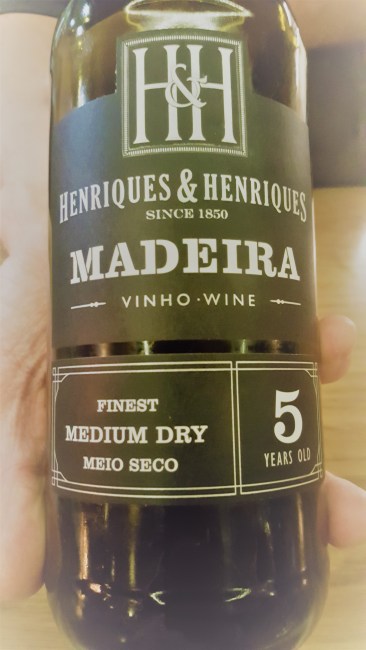 H&H
HENRIQUES & HENRIQUES
SINCE 1850
MADEIRA
VINHO · WINE
FINEST
MEDIUM DRY
MEIO SECO
5
YEARS OLD